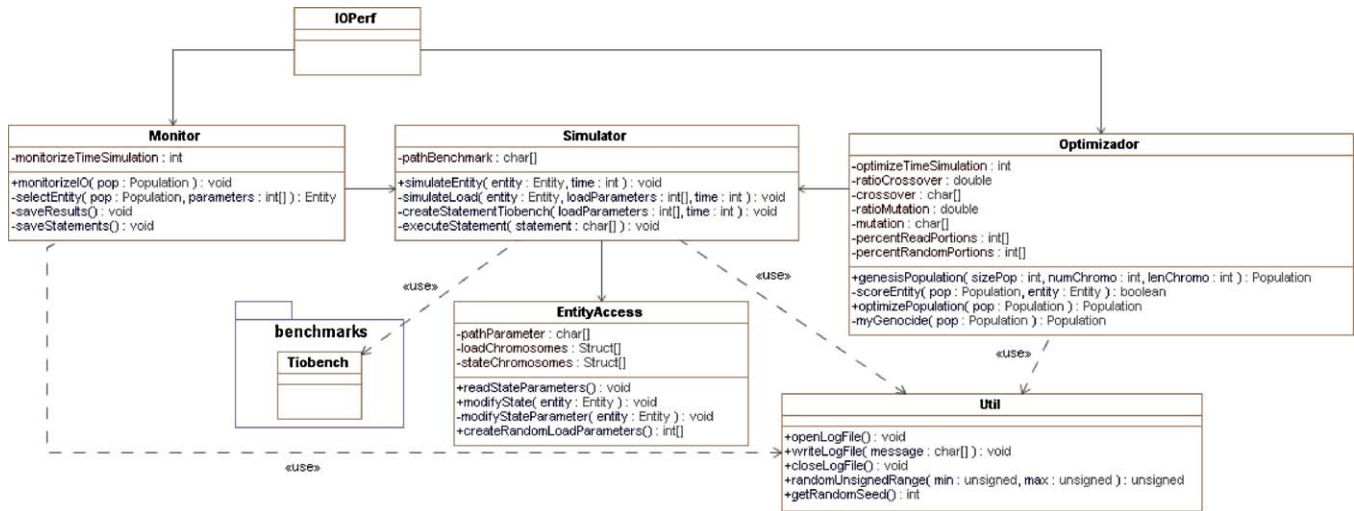 IOPerf
Monitor
-monitorizeTimeSimulation : int
+monitorizeIO( pop : Population ) : void
-selectEntity( pop : Population, parameters : int[] ) : Entity
-saveResults() : void
-saveStatements() : void
Simulator
-pathBenchmark : char[]
+simulateEntity( entity : Entity, time : int ) : void
-simulateLoad( entity : Entity, loadParameters : int[], time : int ) : void
-createStatementTiobench( loadParameters : int[], time : int ) : void
-executeStatement( statement : char[] ) : void
Optimizador
-optimizeTimeSimulation : int
-ratioCrossover : double
-crossover : char[]
-ratioMutation : double
-mutation : char[]
-percentReadPortions : int[]
-percentRandomPortions : int[]
+genesisPopulation( sizePop : int, numChromo : int, lenChromo : int ) : Population
-scoreEntity( pop : Population, entity : Entity ) : boolean
+optimizePopulation( pop : Population ) : Population
-myGenocide( pop : Population ) : Population
«use»
«use»
«use»
benchmarks
Tiobench
EntityAccess
-pathParameter : char[]
-loadChromosomes : Struct[]
-stateChromosomes : Struct[]
+readStateParameters() : void
+modifyState( entity : Entity ) : void
-modifyStateParameter( entity : Entity ) : void
+createRandomLoadParameters() : int[]
Util
+openLogFile() : void
+writeLogFile( message : char[] ) : void
+closeLogFile() : void
+randomUnsignedRange( min : unsigned, max : unsigned ) : unsigned
+getRandomSeed() : int
«use»